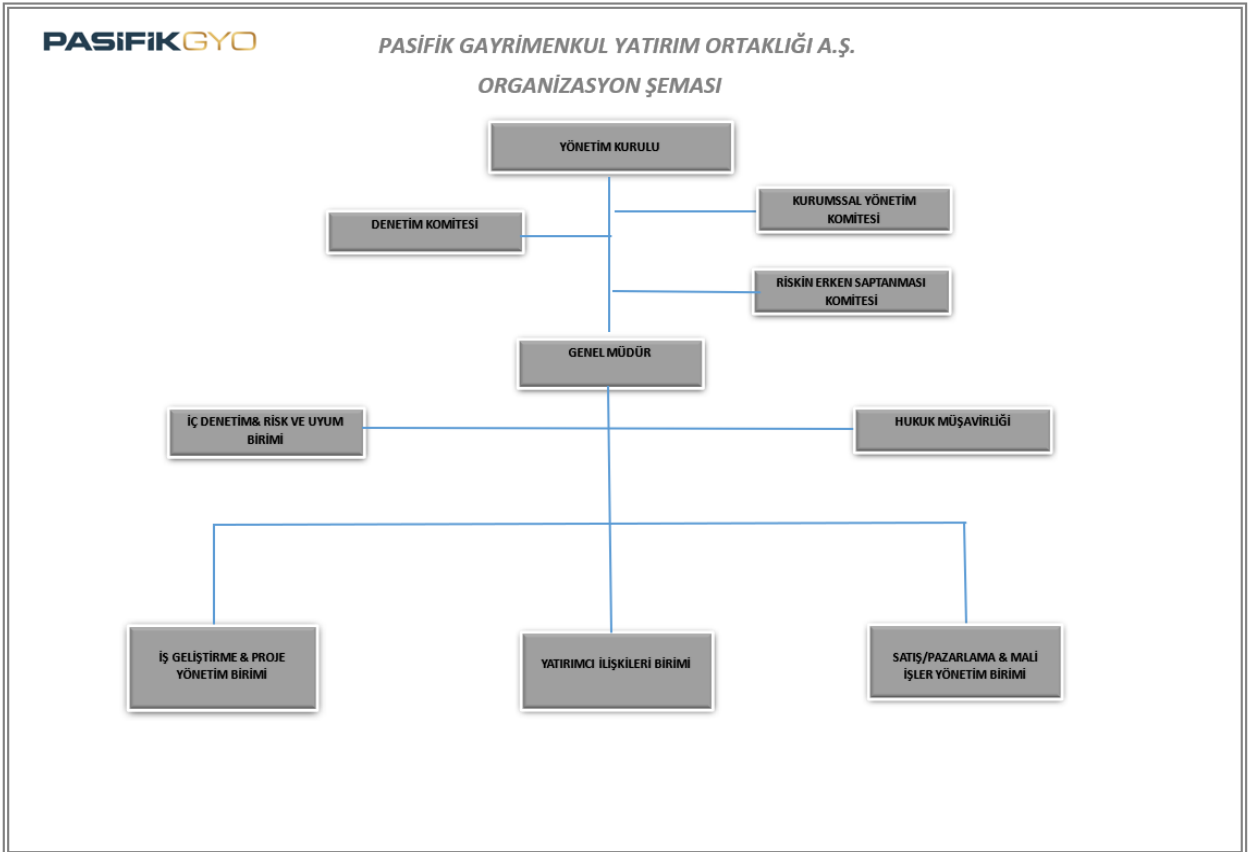 PASİFİKGYO
PASİFİK GAYRİMENKUL YATIRIM ORTAKLIĞI A.Ş.
ORGANİZASYON ŞEMASI
YÖNETİM KURULU
KURUMSSAL YÖNETİM
KOMİTESİ
DENETİM KOMİTESİ
RİSKİN ERKEN SAPTANMASI
KOMİTESİ
GENEL MÜDÜR
İÇ DENETİM& RİSK VE UYUM
BİRİMİ
HUKUK MÜŞAVİRLİĞİ
İŞ GELİŞTİRME & PROJE
YÖNETİM BİRİMİ
YATIRIMCI İLİŞKİLERİ BİRİMİ
SATIŞ/PAZARLAMA & MALİ
İŞLER YÖNETİM BİRİMİ